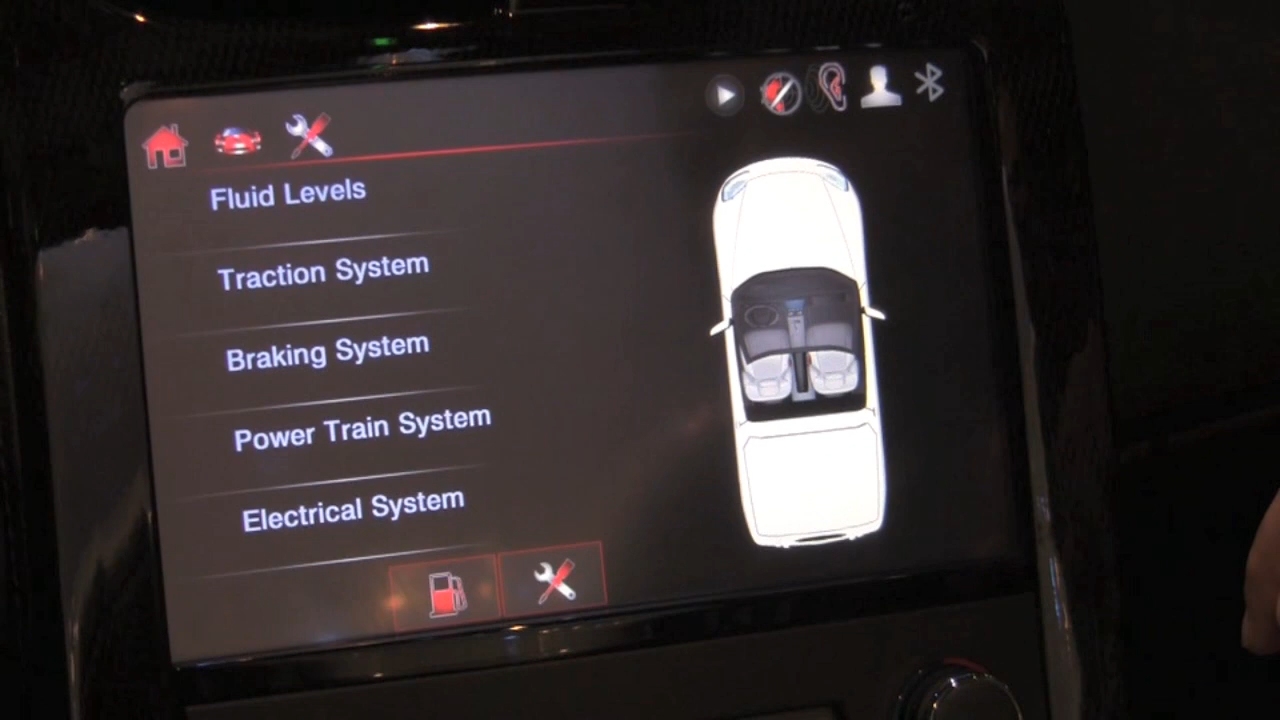 Fluid Levels
Traction System
Braking System
Power Train System
Electrical System